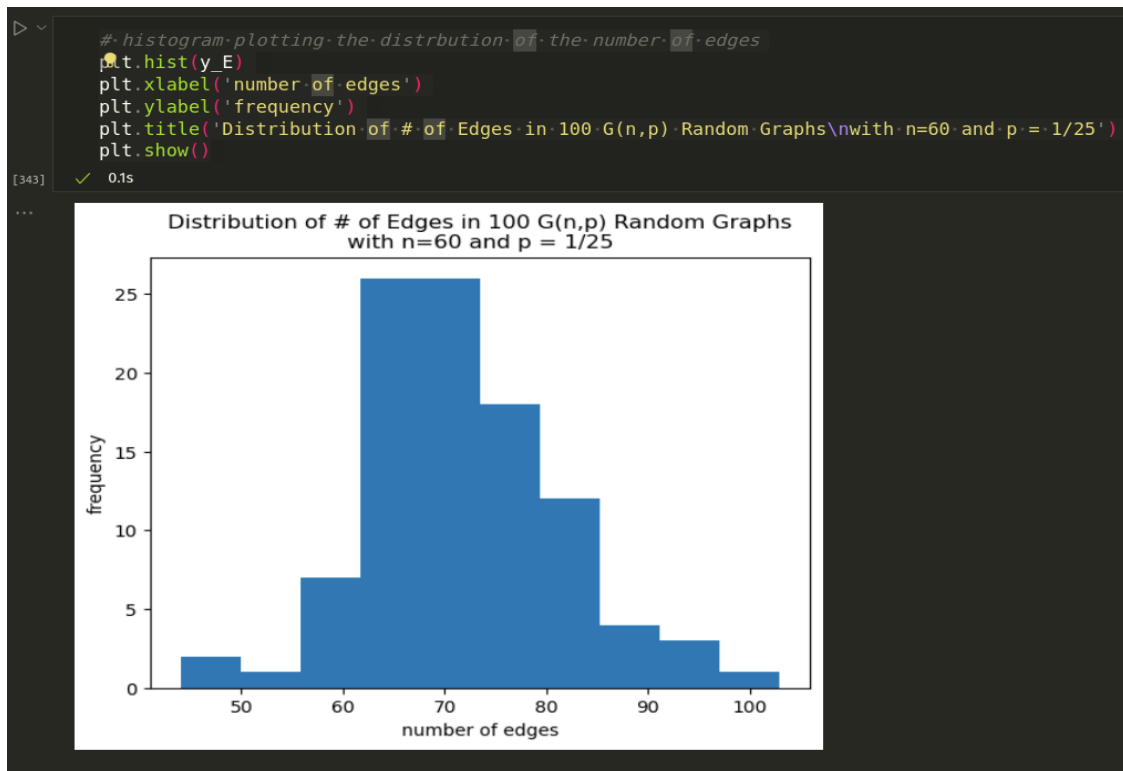 # histogram plotting the distrbution of the number of edges
plt.hist(y_E)
plt.xlabel('number of edges')
plt.ylabel('frequency')
plt.title('Distribution of # of Edges in 100 G(n,p) Random Graphs\nwith n=60 and p = 1/25')
plt.show()
[343]
0.1s
...
Distribution of # of Edges in 100 G(n,p) Random Graphs
with n=60 and p = 1/25
25
20
15
10
5
0
frequency
50 60 70 80 90 100
number of edges